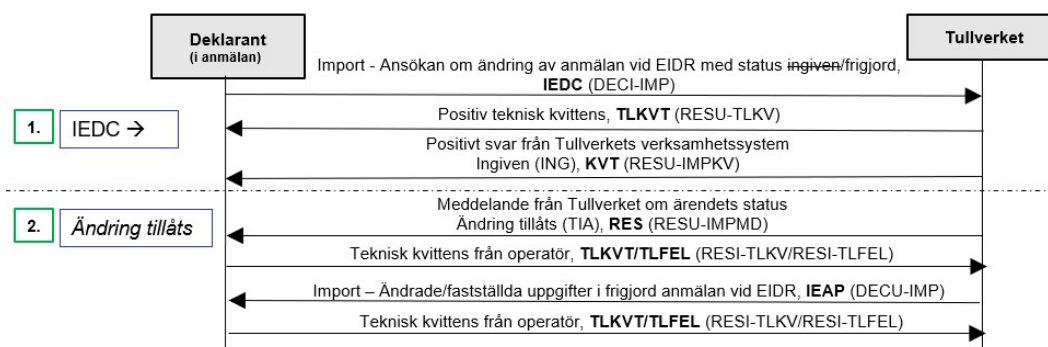 Deklarant
(i anmälan)
Tullverket
Import - Ansökan om ändring av anmälan vid EIDR med status ingiven/frigjord,
IEDC (DECI-IMP)
Positiv teknisk kvittens, TLKVT (RESU-TLKV)
1.
IEDC →
Positivt svar från Tullverkets verksamhetssystem
Ingiven (ING), KVT (RESU-IMPKV)
Meddelande från Tullverket om ärendets status
2.
Ändring tillåts
Ändring tillåts (TIA), RES (RESU-IMPMD)
Teknisk kvittens från operatör, TLKVT/TLFEL (RESI-TLKV/RESI-TLFEL)
Import – Ändrade/fastställda uppgifter i frigjord anmälan vid EIDR, IEAP (DECU-IMP)
Teknisk kvittens från operatör, TLKVT/TLFEL (RESI-TLKV/RESI-TLFEL)